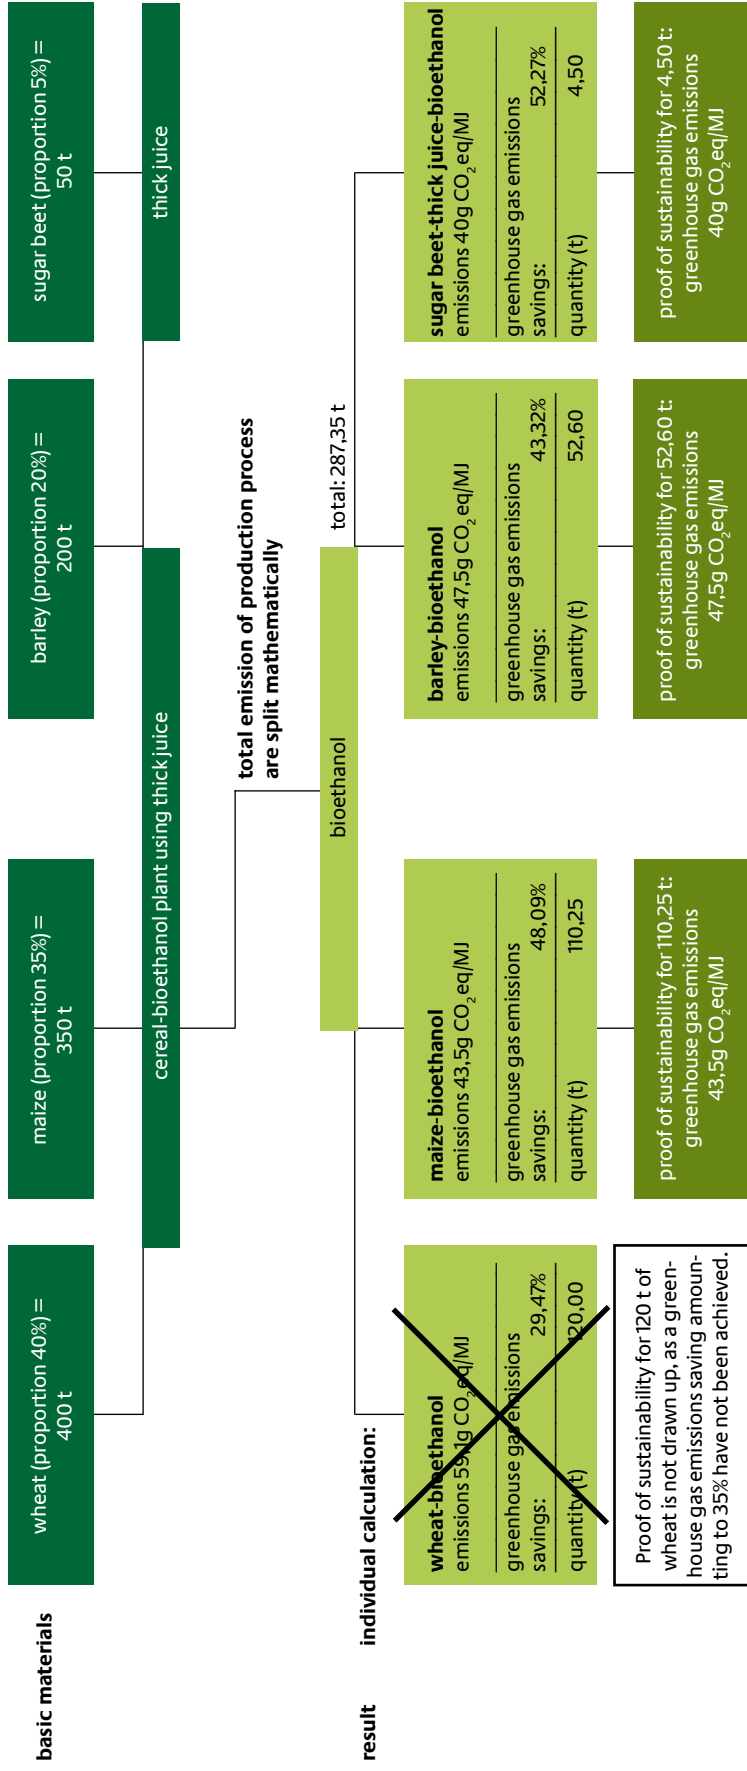 basic materials
wheat (proportion 40%) =
400 t
maize (proportion 35%) =
350 t
barley (proportion 20%) =
200 t
sugar beet (proportion 5%) =
50 t
cereal-bioethanol plant using thick juice
thick juice
total emission of production process
are split mathematically
bioethanol
total: 287,35 t
result
individual calculation:
wheat-bioethanol
emissions 59,1g CO₂ eq/MJ
greenhouse gas emissions
savings: 29,47%
quantity (t) 120,00
maize-bioethanol
emissions 43,5g CO₂ eq/MJ
greenhouse gas emissions
savings: 48,09%
quantity (t) 110,25
barley-bioethanol
emissions 47,5g CO₂ eq/MJ
greenhouse gas emissions
savings: 43,32%
quantity (t) 52,60
sugar beet-thick juice-bioethanol
emissions 40g CO₂ eq/MJ
greenhouse gas emissions
savings: 52,27%
quantity (t) 4,50
Proof of sustainability for 120 t of
wheat is not drawn up, as a green-
house gas emissions saving amoun-
ting to 35% have not been achieved.
proof of sustainability for 110,25 t:
greenhouse gas emissions
43,5g CO₂eq/MJ
proof of sustainability for 52,60 t:
greenhouse gas emissions
47,5g CO₂eq/MJ
proof of sustainability for 4,50 t:
greenhouse gas emissions
40g CO₂eq/MJ